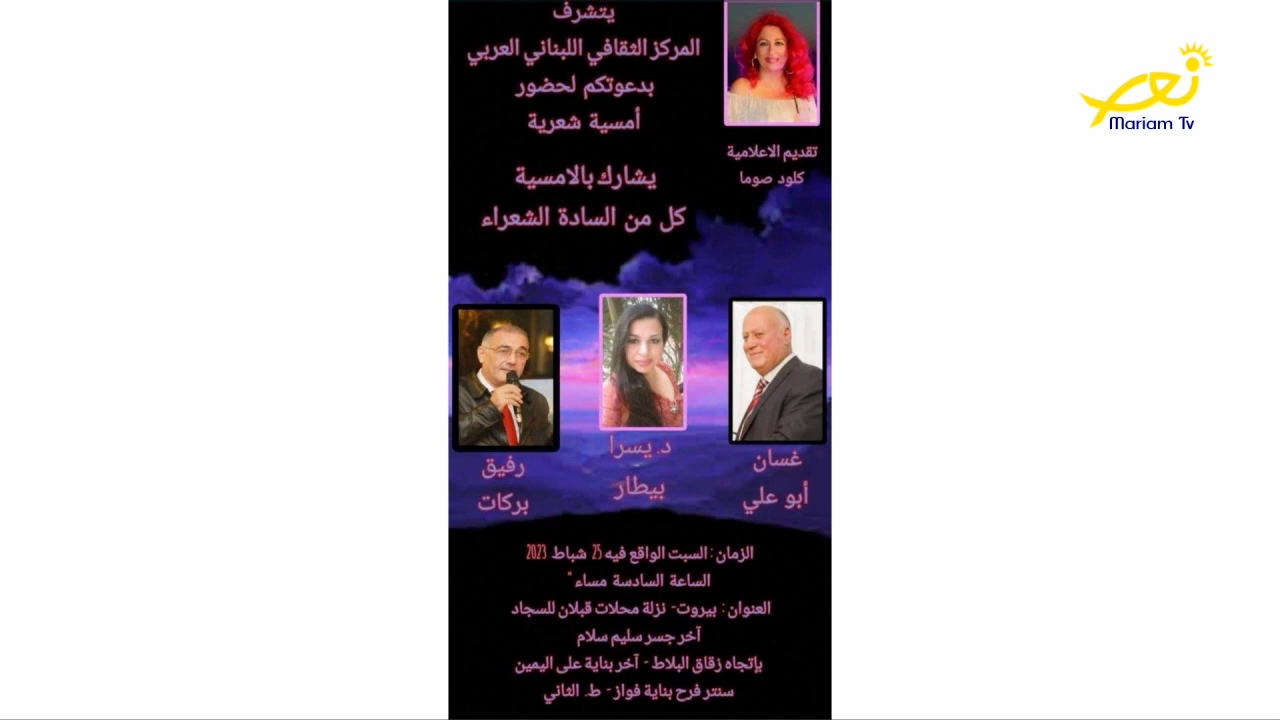 يتشرف
المركز الثقافي اللبناني العربي
بدعوتكم لحضور
أمسية شعرية
تقديم الاعلامية
كلود صوما
يشارك بالامسية
كل من السادة الشعراء
غسان
أبو علي
د. يسرا
بيطار
رفيق
بركات
الزمان : السبت الواقع فيه 25 شباط 2023
الساعة السادسة مساء "
العنوان : بيروت- نزلة محلات قبلان للسجاد
آخر جسر سليم سلام
بإتجاه زقاق البلاط - آخر بناية على اليمين
سنتر فرح بناية فواز - ط. الثاني
Mariam Tv